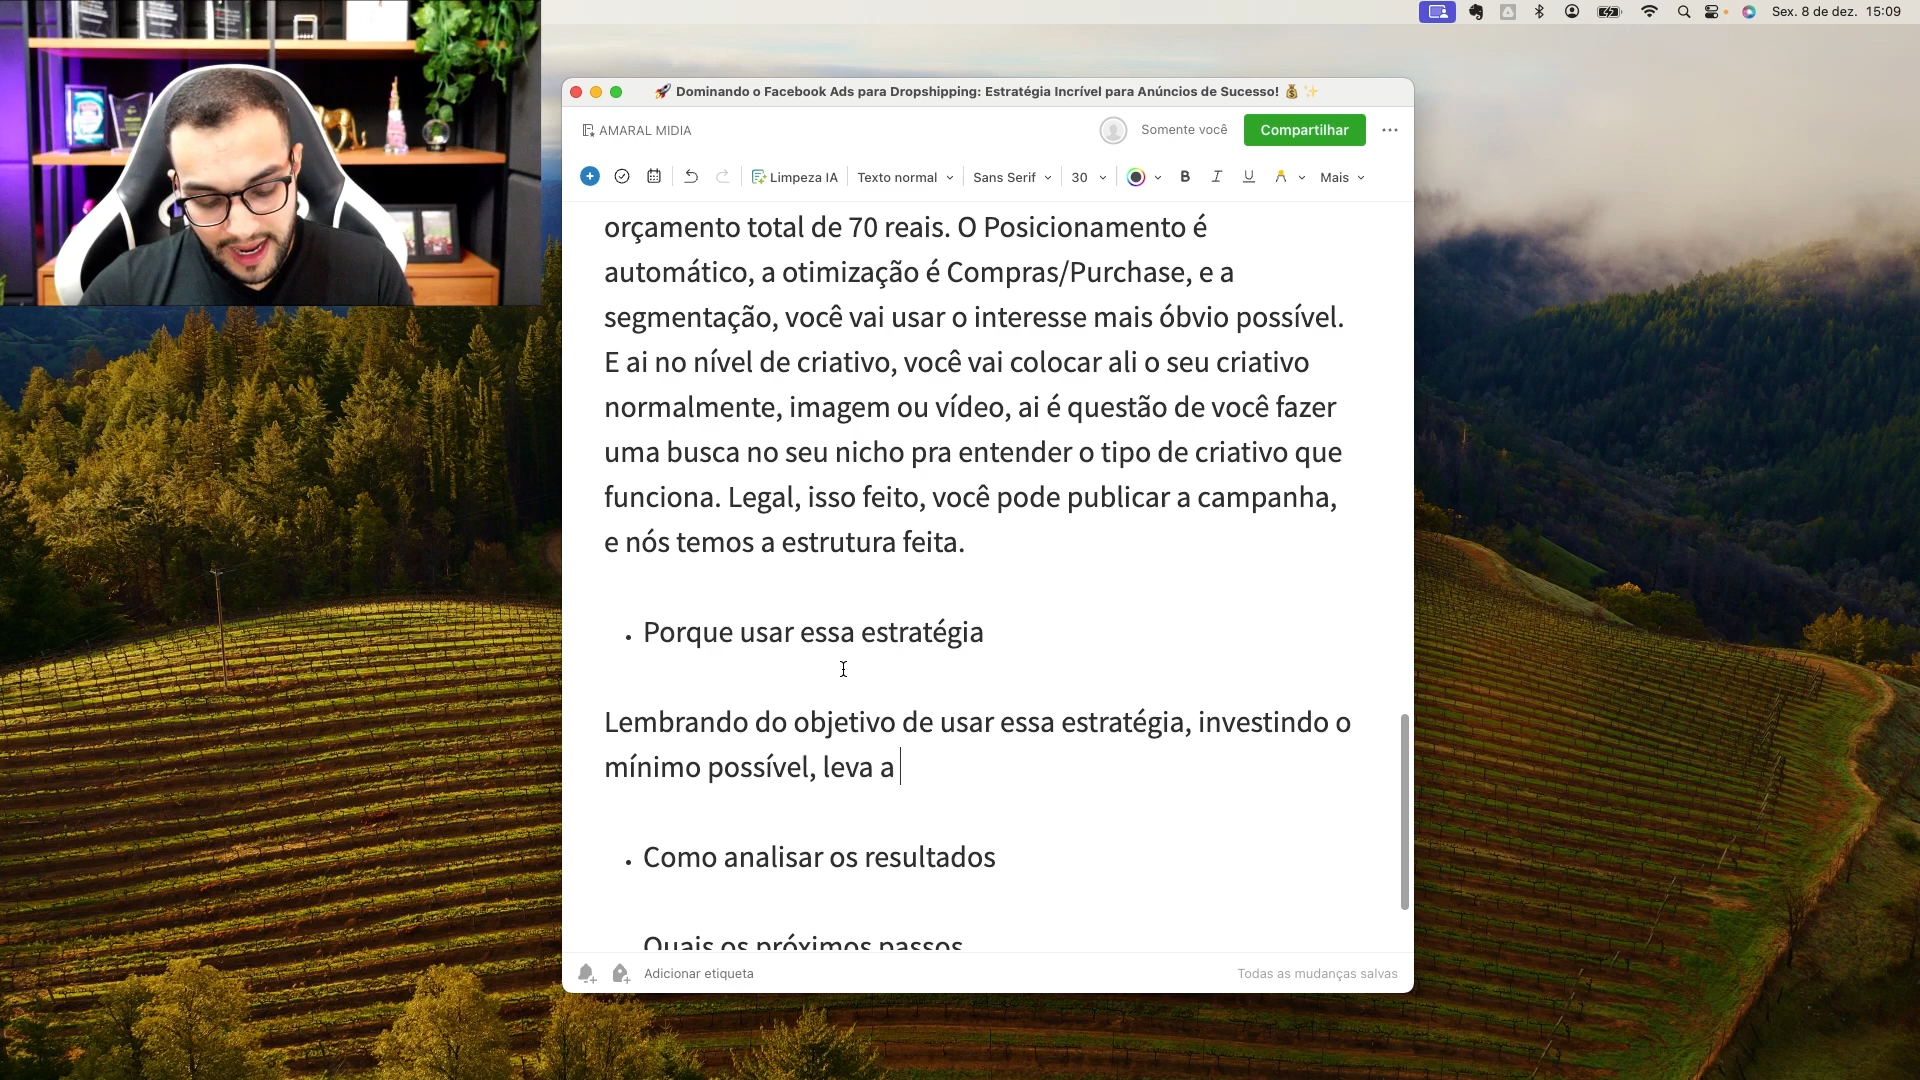 Sex. 8 de dez. 15:09
🚀 Dominando o Facebook Ads para Dropshipping: Estratégia Incrível para Anúncios de Sucesso! 💰 ✨
AMARAL MIDIA
Somente você
Compartilhar
Limpeza IA
Texto normal
Sans Serif
30
B
I
U
A
Mais
orçamento total de 70 reais. O Posicionamento é
automático, a otimização é Compras/Purchase, e a
segmentação, você vai usar o interesse mais óbvio possível.
E ai no nível de criativo, você vai colocar ali o seu criativo
normalmente, imagem ou vídeo, ai é questão de você fazer
uma busca no seu nicho pra entender o tipo de criativo que
funciona. Legal, isso feito, você pode publicar a campanha,
e nós temos a estrutura feita.
• Porque usar essa estratégia
Lembrando do objetivo de usar essa estratégia, investindo o
mínimo possível, leva a
• Como analisar os resultados
Quais os próximos passos
Adicionar etiqueta
Todas as mudanças salvas